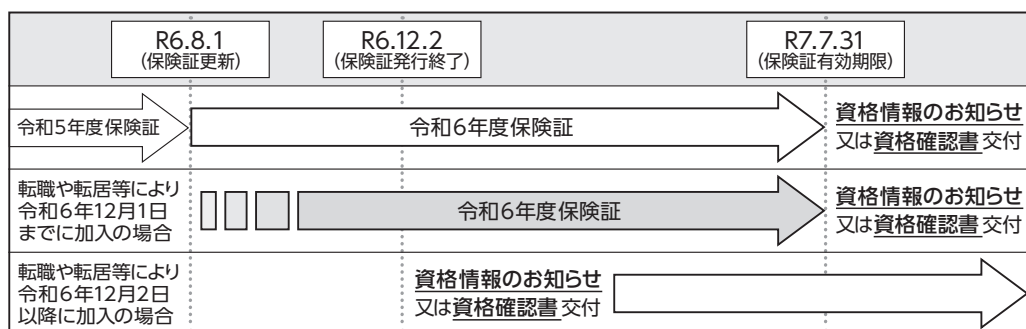 R6.8.1
(保険証更新)
R6.12.2
(保険証発行終了)
R7.7.31
(保険証有効期限)
令和5年度保険証
令和6年度保険証
資格情報のお知らせ
又は資格確認書 交付
転職や転居等により
令和6年12月1日
までに加入の場合
令和6年度保険証
資格情報のお知らせ
又は資格確認書 交付
転職や転居等により
令和6年12月2日
以降に加入の場合
資格情報のお知らせ
又は資格確認書 交付